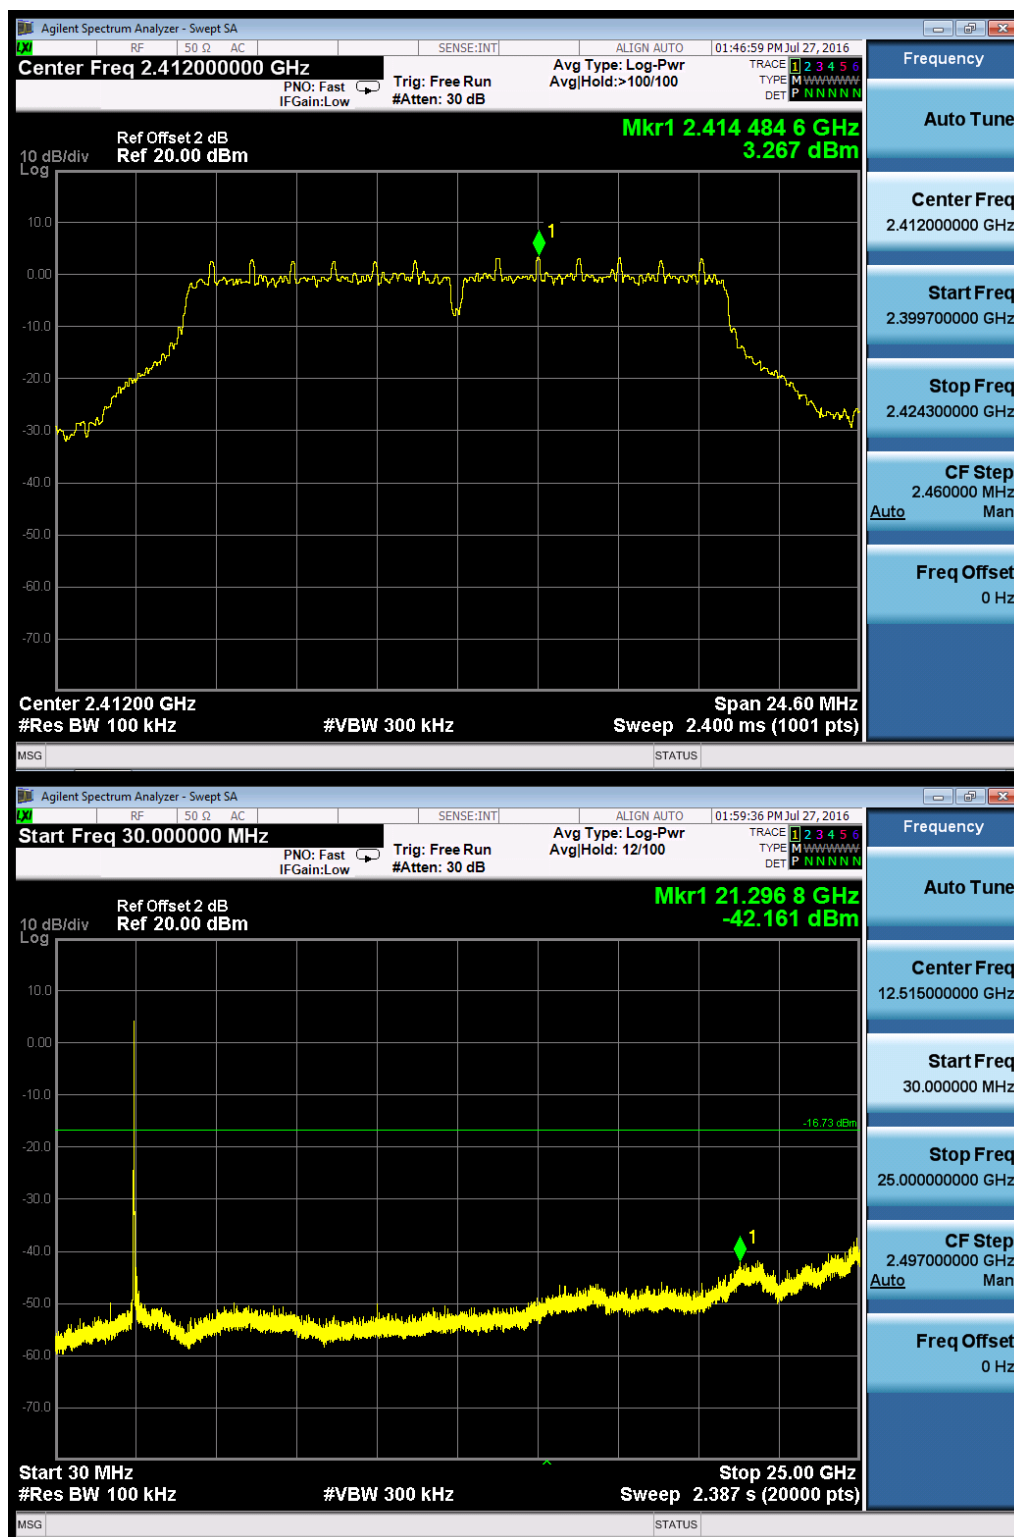 Agilent Spectrum Analyzer - Swept SA
LXI RF 50 Ω AC SENSE:INT ALIGN AUTO 01:46:59 PM Jul 27, 2016
Center Freq 2.412000000 GHz
PNO: Fast
IFGain:Low
Trig: Free Run
#Atten: 30 dB
Avg Type: Log-Pwr
Avg|Hold:>100/100
TRACE 1 2 3 4 5 6
TYPE M WWWWW
DET P N N N N N
Frequency
Auto Tune
Mkr1 2.414 484 6 GHz
3.267 dBm
Ref Offset 2 dB
10 dB/div Ref 20.00 dBm
Log
1
10.0
0.00
-10.0
-20.0
-30.0
-40.0
-50.0
-60.0
-70.0
Center Freq
2.412000000 GHz
Start Freq
2.399700000 GHz
Stop Freq
2.424300000 GHz
CF Step
2.460000 MHz
Auto Man
Freq Offset
0 Hz
Center 2.41200 GHz Span 24.60 MHz
#Res BW 100 kHz #VBW 300 kHz Sweep 2.400 ms (1001 pts)
MSG STATUS
Agilent Spectrum Analyzer - Swept SA
LXI RF 50 Ω AC SENSE:INT ALIGN AUTO 01:59:36 PM Jul 27, 2016
Start Freq 30.000000 MHz
PNO: Fast
IFGain:Low
Trig: Free Run
#Atten: 30 dB
Avg Type: Log-Pwr
Avg|Hold: 12/100
TRACE 1 2 3 4 5 6
TYPE M WWWWW
DET P N N N N N
Frequency
Auto Tune
Mkr1 21.296 8 GHz
-42.161 dBm
Ref Offset 2 dB
10 dB/div Ref 20.00 dBm
Log
10.0
0.00
-10.0
-16.73 dBm
-20.0
-30.0
-40.0
1
-50.0
-60.0
-70.0
Center Freq
12.515000000 GHz
Start Freq
30.000000 MHz
Stop Freq
25.000000000 GHz
CF Step
2.497000000 GHz
Auto Man
Freq Offset
0 Hz
Start 30 MHz Stop 25.00 GHz
#Res BW 100 kHz #VBW 300 kHz Sweep 2.387 s (20000 pts)
MSG STATUS